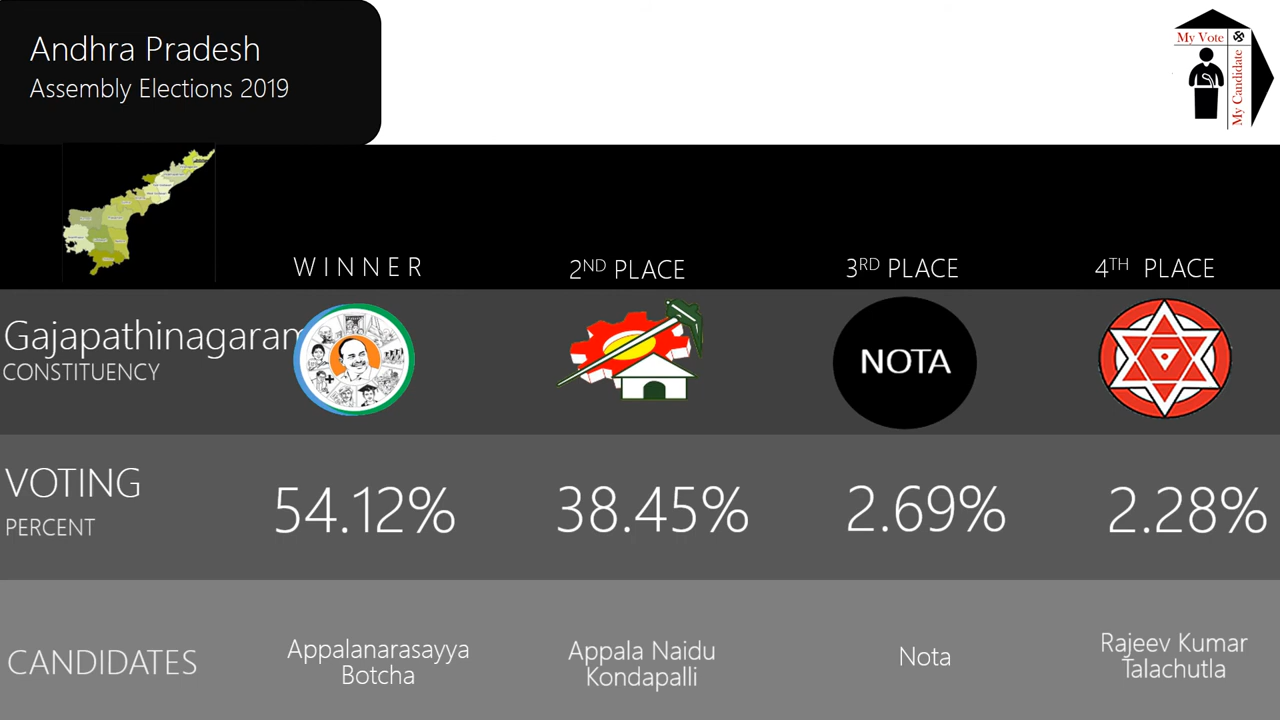 Andhra Pradesh
Assembly Elections 2019
My Vote
My Candidate
WINNER
2ND PLACE
3RD PLACE
4TH PLACE
Gajapathinagaram
CONSTITUENCY
NOTA
VOTING
PERCENT
54.12%
38.45%
2.69%
2.28%
CANDIDATES
Appalanarasayya
Botcha
Appala Naidu
Kondapalli
Nota
Rajeev Kumar
Talachutla